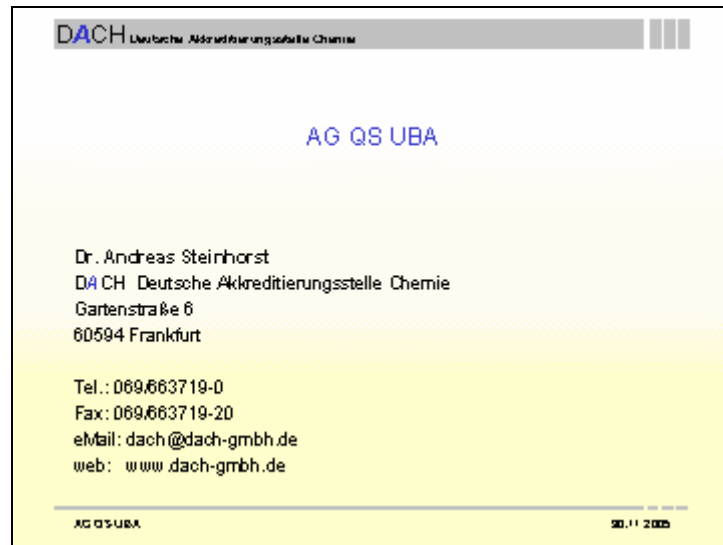 DACH Deutsche Akkreditierungsstelle Chemie
AG QS UBA
Dr. Andreas Steinhorst
DACH Deutsche Akkreditierungsstelle Chemie
Gartenstraße 6
60594 Frankfurt
Tel.: 069/663719-0
Fax: 069/663719-20
eMail: dach@dach-gmbh.de
web: www.dach-gmbh.de
AG QS UBA